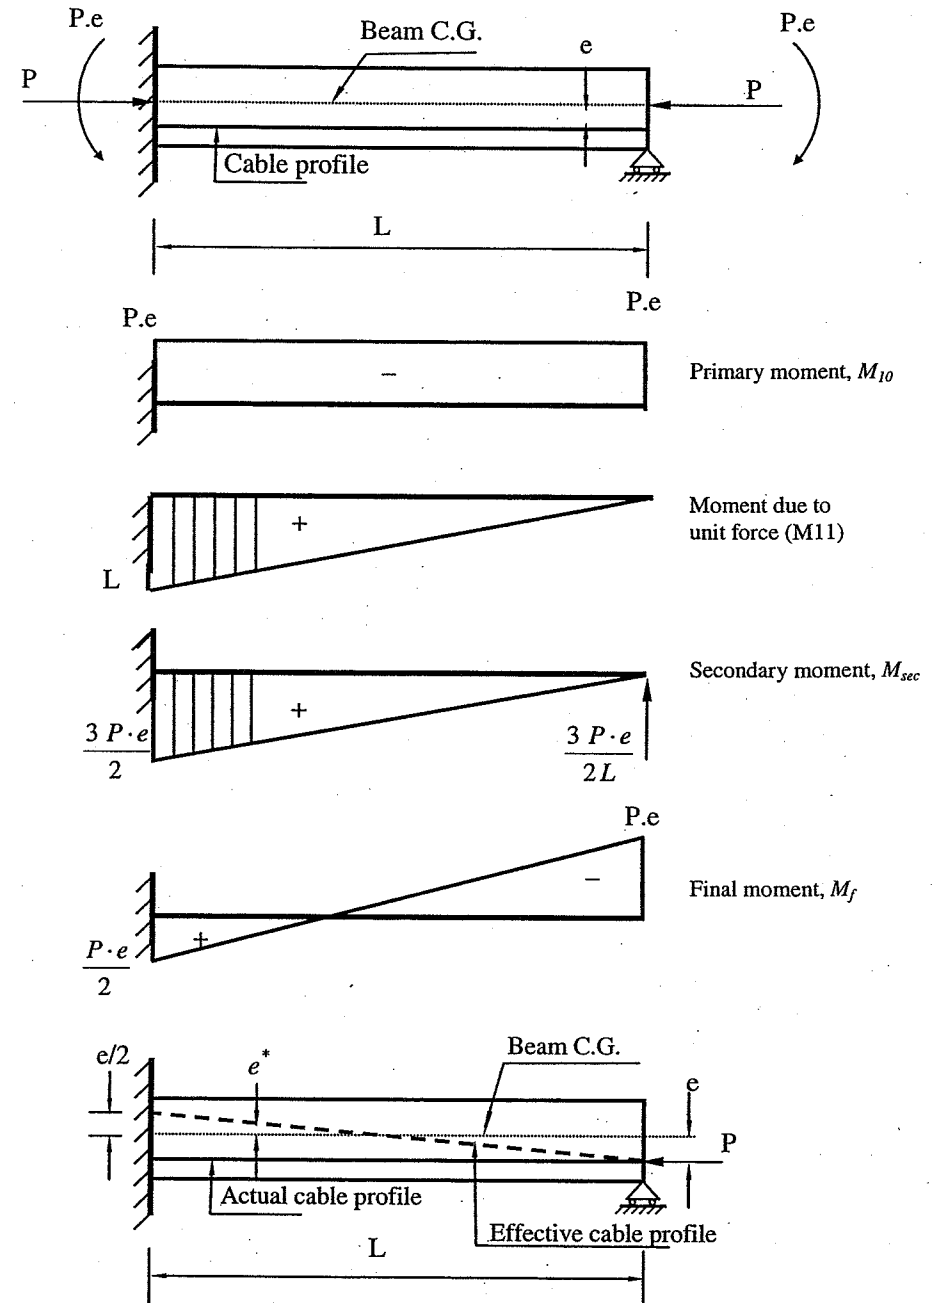 P.e
P.e
Beam C.G.
e
P
P
Cable profile
L
P.e
P.e
−
Primary moment, M10
+
Moment due to
unit force (M11)
L
+
Secondary moment, Msec
3 P·e
2
3 P·e
2L
P.e
−
Final moment, Mf
+
P·e
2
e/2
e*
Beam C.G.
e
P
Actual cable profile
Effective cable profile
L